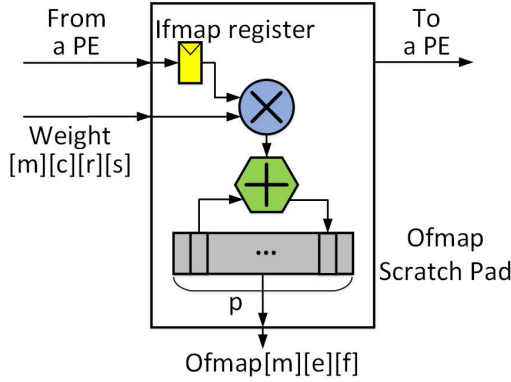 From
a PE
Ifmap register
To
a PE
Weight
[m][c][r][s]
...
Ofmap
Scratch Pad
p
Ofmap[m][e][f]